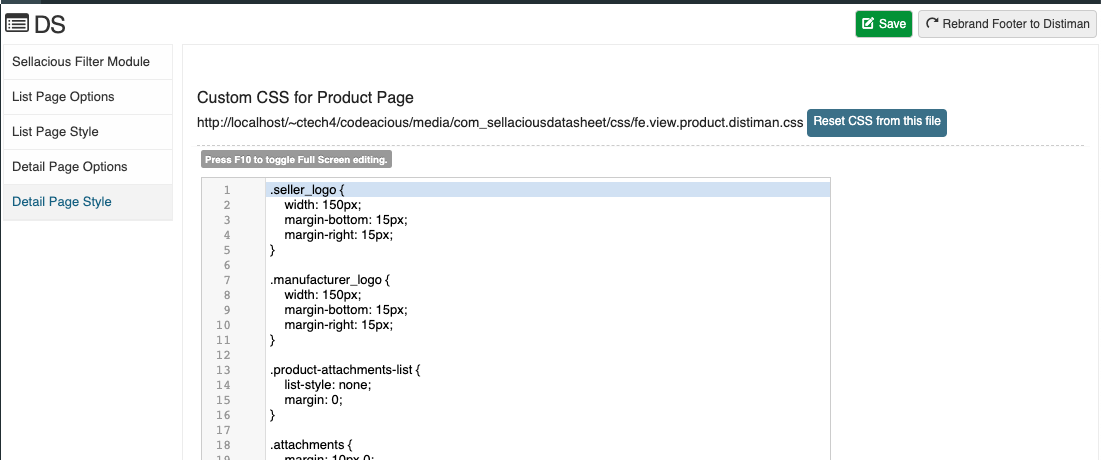 DS
Save
Rebrand Footer to Distiman
Sellacious Filter Module
List Page Options
List Page Style
Detail Page Options
Detail Page Style
Custom CSS for Product Page
http://localhost/~ctech4/codeacious/media/com_sellaciousdatasheet/css/fe.view.product.distiman.css Reset CSS from this file
Press F10 to toggle Full Screen editing.
1 .seller_logo {
2 width: 150px;
3 margin-bottom: 15px;
4 margin-right: 15px;
5 }
6
7 .manufacturer_logo {
8 width: 150px;
9 margin-bottom: 15px;
10 margin-right: 15px;
11 }
12
13 .product-attachments-list {
14 list-style: none;
15 margin: 0;
16 }
17
18 .attachments {
19 margin: 10px 0;